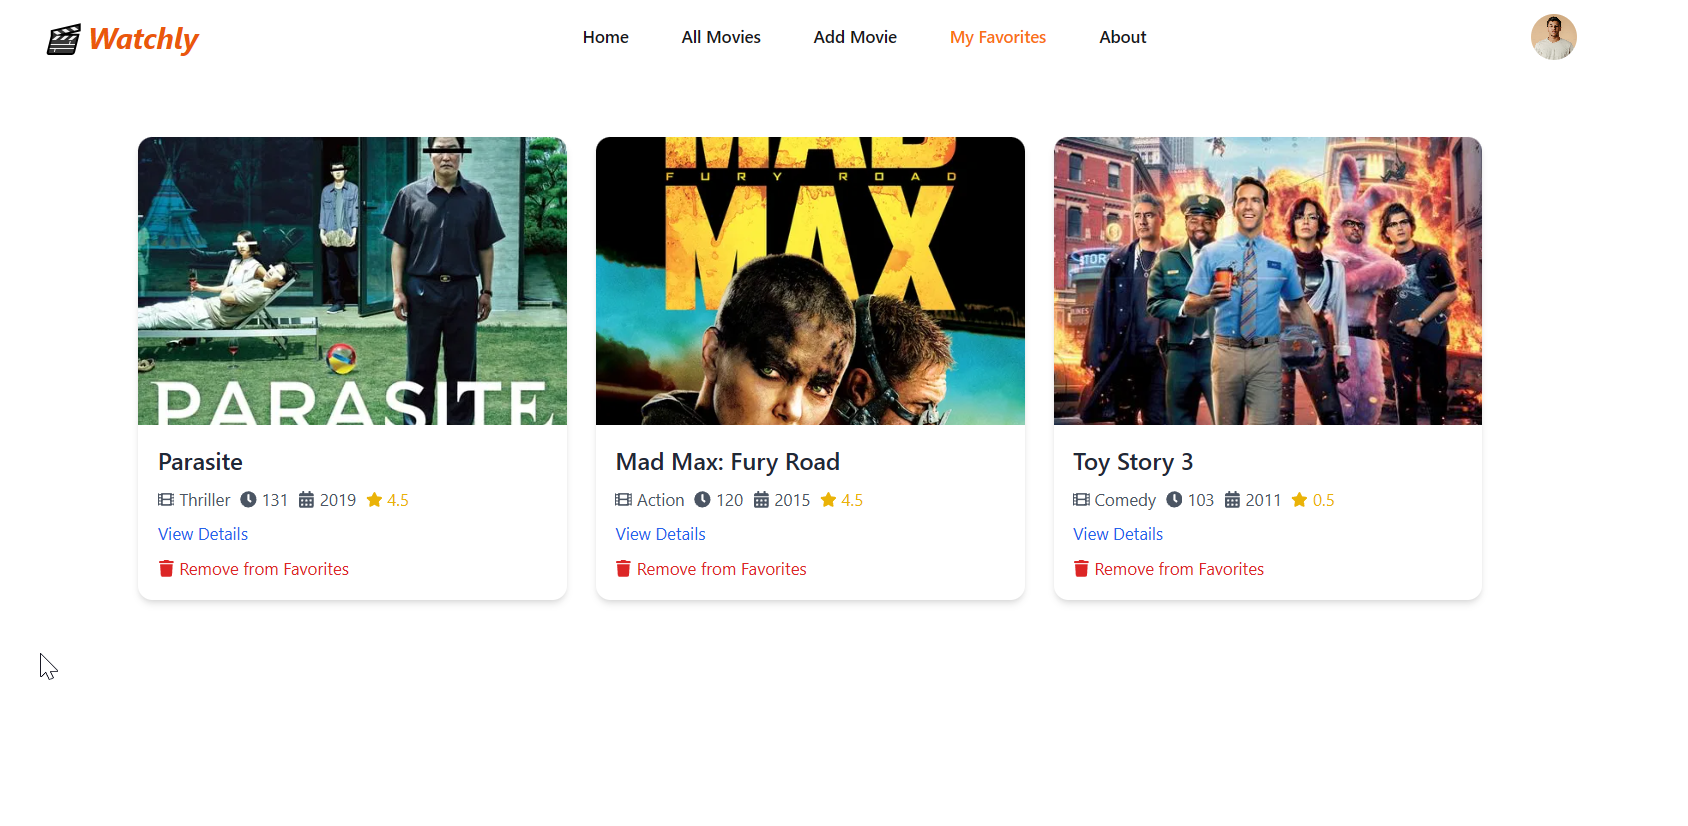 Watchly
Home All Movies Add Movie My Favorites About
PARASITE
MAD
FURY ROAD
MAX
STOR
Parasite
Thriller 131 2019 4.5
View Details
Remove from Favorites
Mad Max: Fury Road
Action 120 2015 4.5
View Details
Remove from Favorites
Toy Story 3
Comedy 103 2011 0.5
View Details
Remove from Favorites